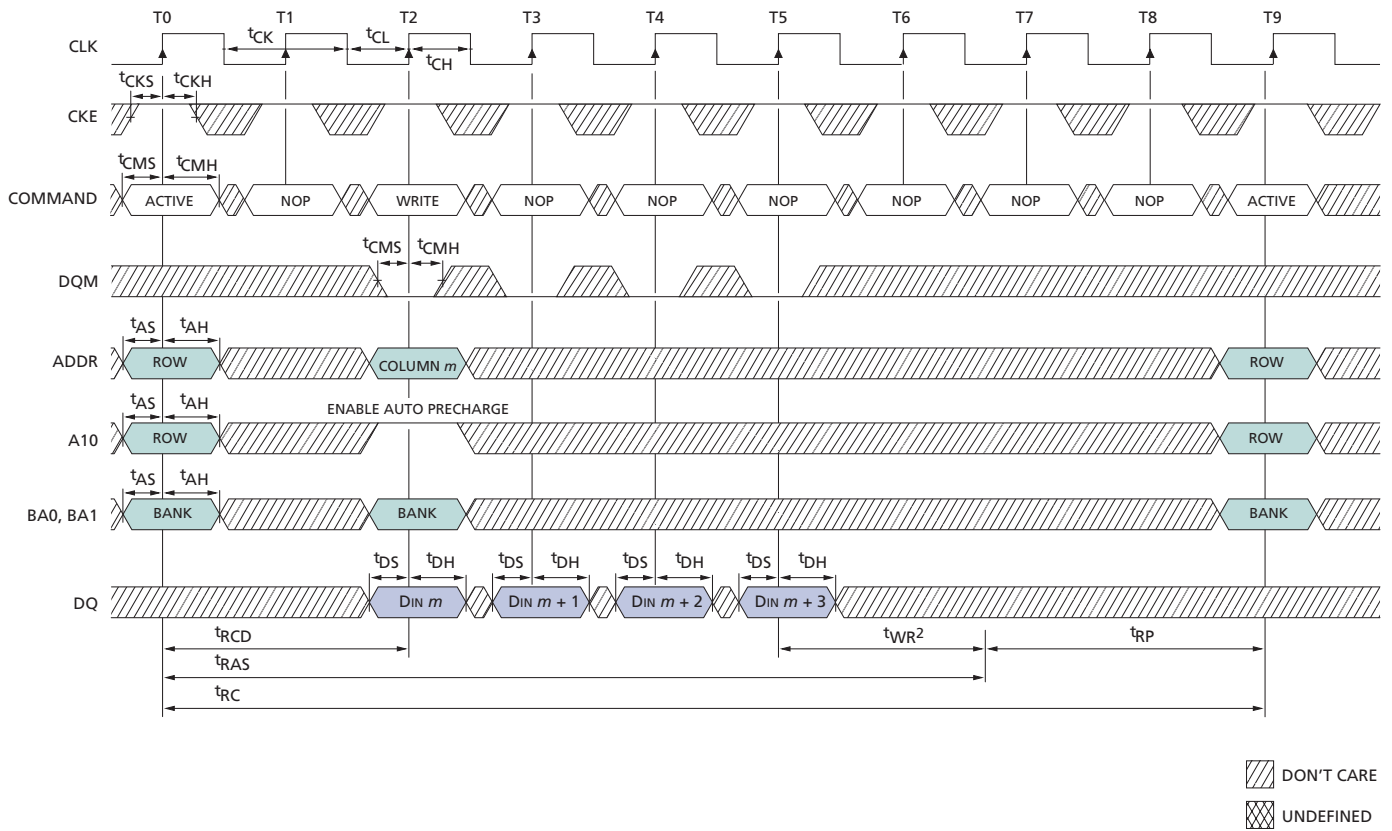 T0 T1 T2 T3 T4 T5 T6 T7 T8 T9
CLK
tCK tCL
tCH
tCKS tCKH
CKE
tCMS tCMH
COMMAND ACTIVE NOP WRITE NOP NOP NOP NOP NOP NOP ACTIVE
tCMS tCMH
DQM
tAS tAH
ADDR ROW COLUMN m ROW
ENABLE AUTO PRECHARGE
tAS tAH
A10 ROW ROW
tAS tAH
BA0, BA1 BANK BANK BANK
tDS tDH tDS tDH tDS tDH tDS tDH
DQ DIN m DIN m + 1 DIN m + 2 DIN m + 3
tRCD tWR2 tRP
tRAS
tRC
DON'T CARE
UNDEFINED